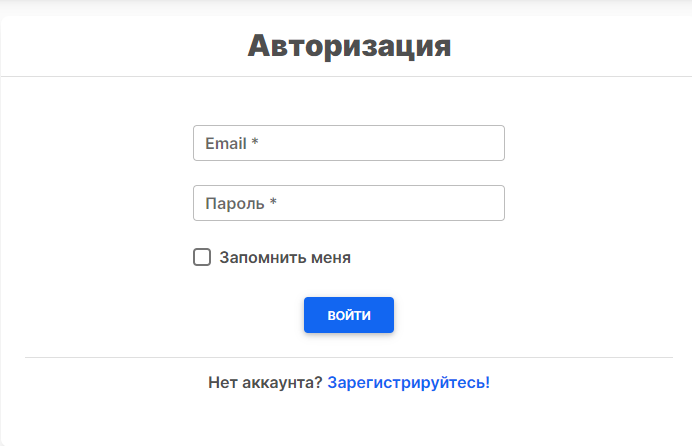 Авторизация
Email *
Пароль *
Запомнить меня
ВОЙТИ
Нет аккаунта? Зарегистрируйтесь!